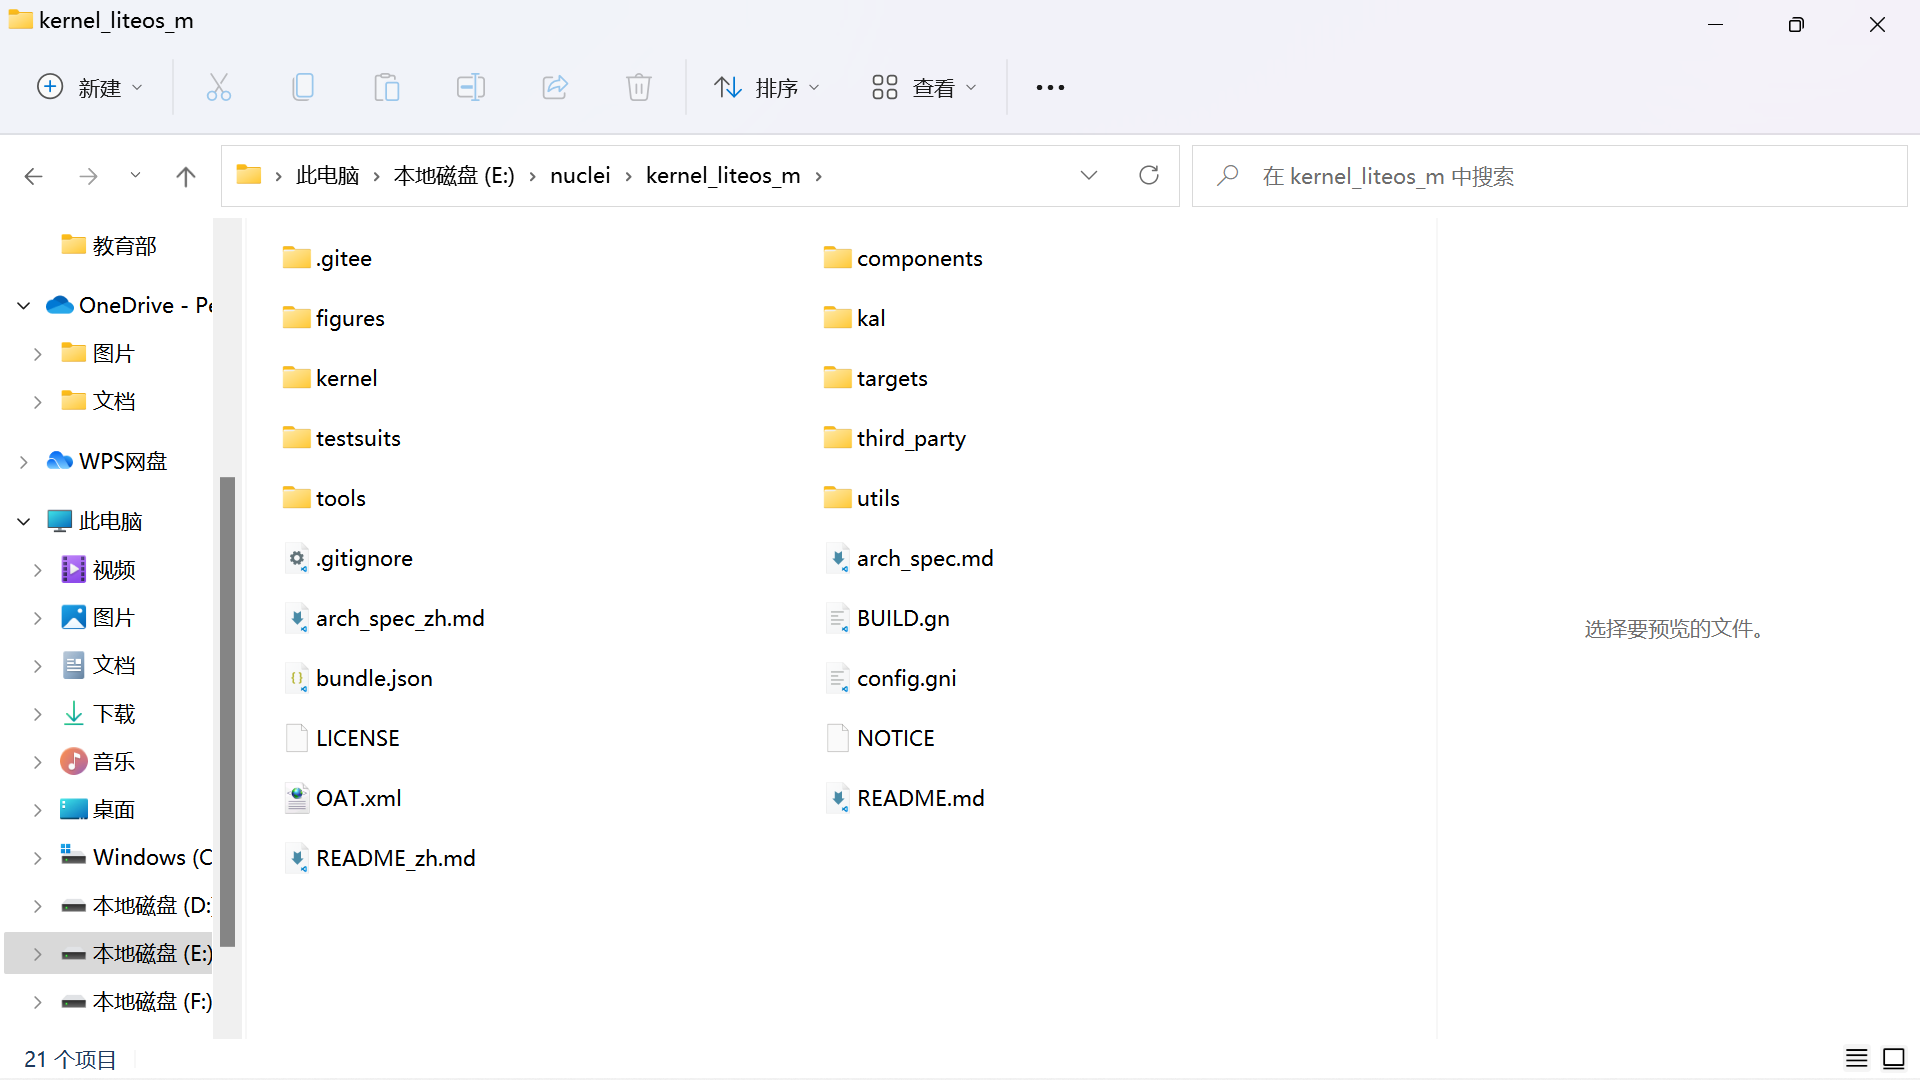 kernel_liteos_m
新建
排序
查看
此电脑
本地磁盘 (E:)
nuclei
kernel_liteos_m
在 kernel_liteos_m 中搜索
教育部
OneDrive - Pe
图片
文档
WPS网盘
此电脑
视频
图片
文档
下载
音乐
桌面
Windows (C
本地磁盘 (D:)
本地磁盘 (E:)
本地磁盘 (F:)
.gitee
components
figures
kal
kernel
targets
testsuits
third_party
tools
utils
.gitignore
arch_spec.md
arch_spec_zh.md
BUILD.gn
bundle.json
config.gni
LICENSE
NOTICE
OAT.xml
README.md
README_zh.md
选择要预览的文件。
21 个项目